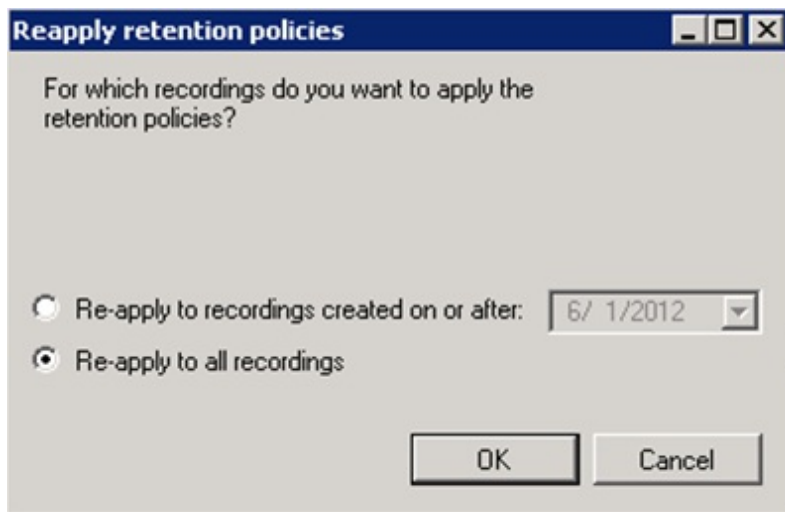 Reapply retention policies
For which recordings do you want to apply the
retention policies?
Re-apply to recordings created on or after: 6/ 1/2012
Re-apply to all recordings
OK Cancel